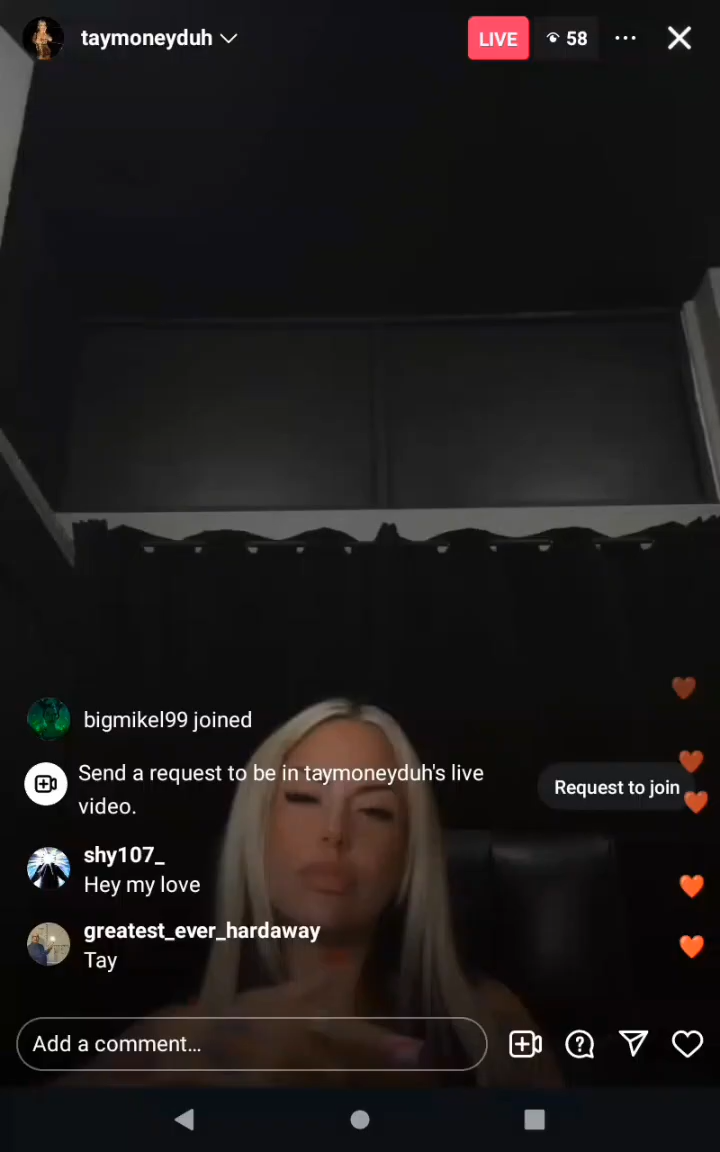 taymoneyduh
LIVE
58
bigmikel99 joined
Send a request to be in taymoneyduh's live
video.
Request to join
shy107_
Hey my love
greatest_ever_hardaway
Tay
Add a comment...